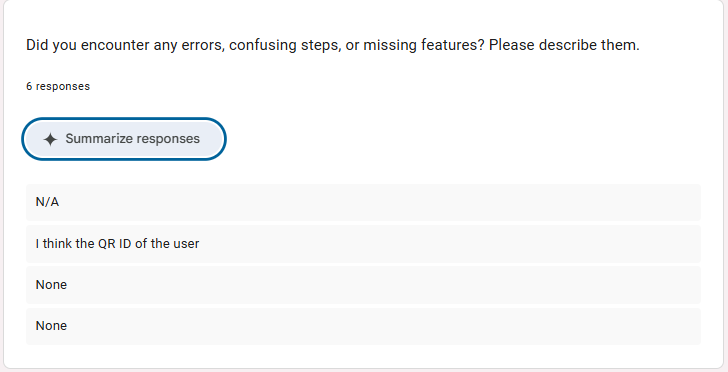 Did you encounter any errors, confusing steps, or missing features? Please describe them.
6 responses
Summarize responses
N/A
I think the QR ID of the user
None
None